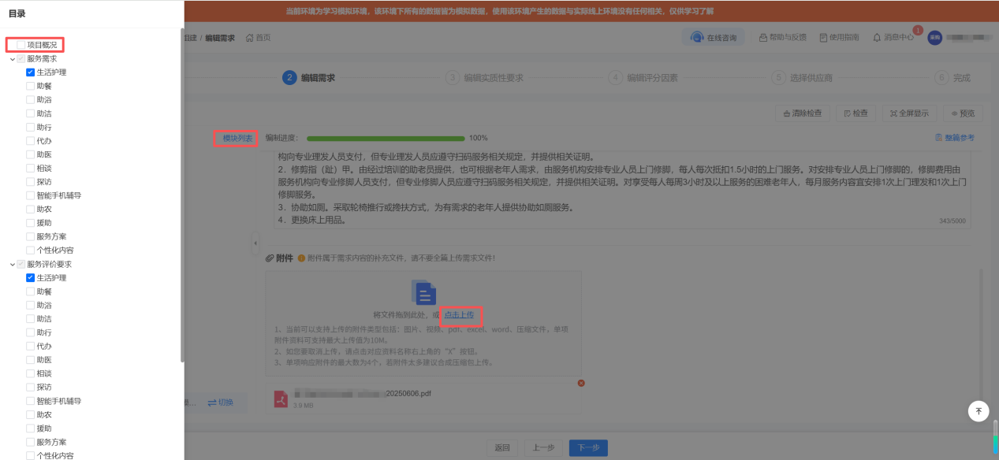 目录
项目概况
服务需求
生活护理
助餐
助浴
助洁
助行
代办
助医
相谈
探访
智能手机辅导
助农
援助
服务方案
个性化内容
服务评价要求
生活护理
助餐
助浴
助洁
助行
代办
助医
相谈
探访
智能手机辅导
助农
援助
服务方案
个性化内容
当前环境为学习模拟环境，该环境下所有的数据皆为模拟数据，使用该环境产生的数据与实际线上环境没有任何相关，仅供学习了解
组建 / 编辑需求 首页
在线咨询 帮助与反馈 使用指南 消息中心 1 采购
2 编辑需求 3 编辑实质性要求 4 编辑评分因素 5 选择供应商 6 完成
清除检查 检查 全屏显示 预览
模块列表 编制进度： 100% 整篇参考
构向专业理发人员支付，但专业理发人员应遵守扫码服务相关规定，并提供相关证明。
2．修剪指（趾）甲。由经过培训的助老员提供，也可根据老年人需求，由服务机构安排专业人员上门修脚，每人每次抵扣1.5小时的上门服务。对安排专业人员上门修脚的，修脚费用由
服务机构向专业修脚人员支付，但专业修脚人员应遵守扫码服务相关规定，并提供相关证明。对享受每人每周3小时及以上服务的困难老年人，每月服务内容宜安排1次上门理发和1次上门
修脚服务。
3．协助如厕。采取轮椅推行或搀扶方式，为有需求的老年人提供协助如厕服务。
4．更换床上用品。
343/5000
附件 附件属于需求内容的补充文件，请不要全篇上传需求文件！
将文件拖到此处，或 点击上传
1、当前可以支持上传的附件类型包括：图片、视频、pdf、excel、word、压缩文件，单项
附件资料可支持最大上传值为10M。
2、如您要取消上传，请点击对应资料名称右上角的“X”按钮。
3、单项响应附件的最大数为4个，若附件太多建议合成压缩包上传。
20250606.pdf
3.9 MB
切换
返回 上一步 下一步